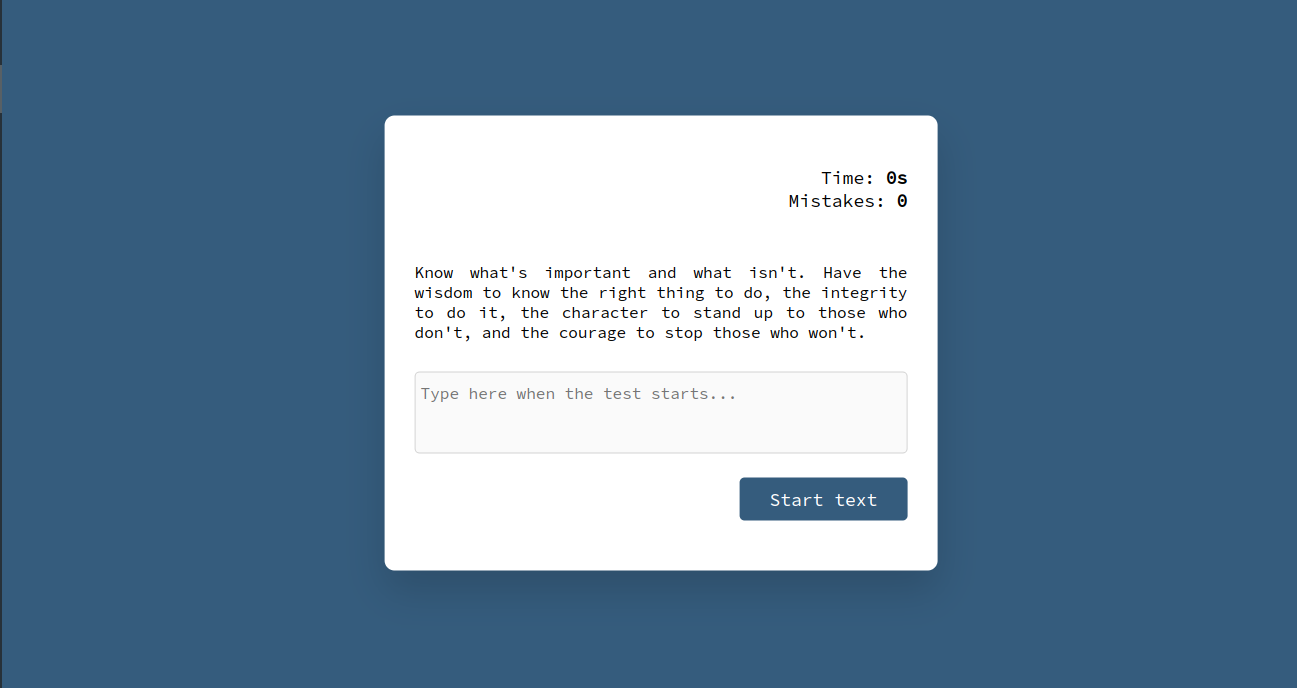 Time: 0s
Mistakes: 0
Know what's important and what isn't. Have the
wisdom to know the right thing to do, the integrity
to do it, the character to stand up to those who
don't, and the courage to stop those who won't.
Type here when the test starts...
Start text